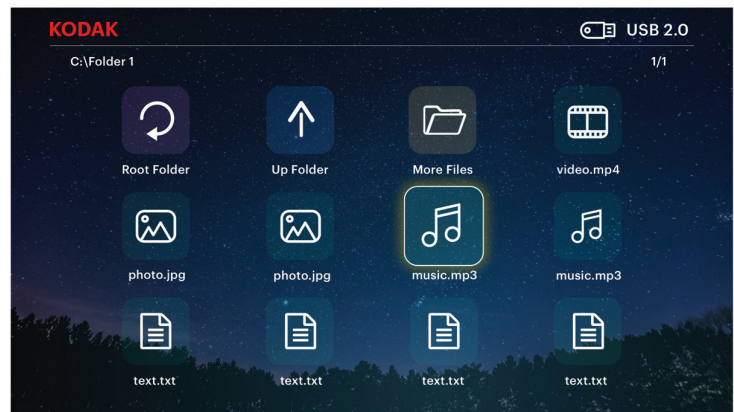 KODAK
USB 2.0
C:\Folder 1
1/1
Root Folder
Up Folder
More Files
video.mp4
photo.jpg
photo.jpg
music.mp3
music.mp3
text.txt
text.txt
text.txt
text.txt